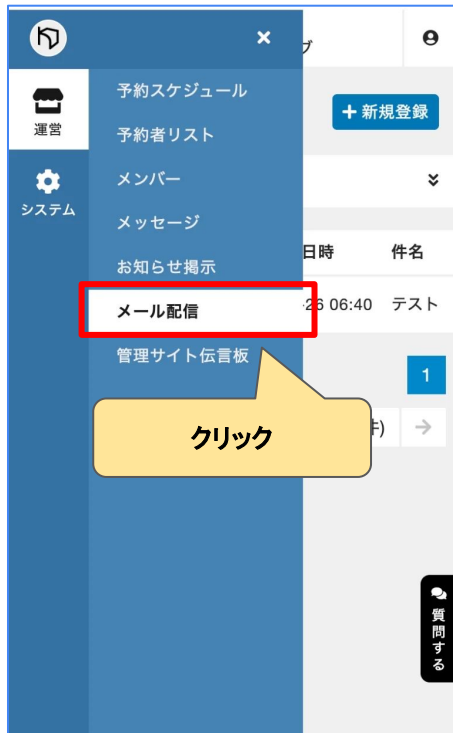 運営
システム
予約スケジュール
予約者リスト
メンバー
メッセージ
お知らせ掲示
メール配信
管理サイト伝言板
クリック
ブ
+ 新規登録
日時 件名
-26 06:40 テスト
1
件)
質問する